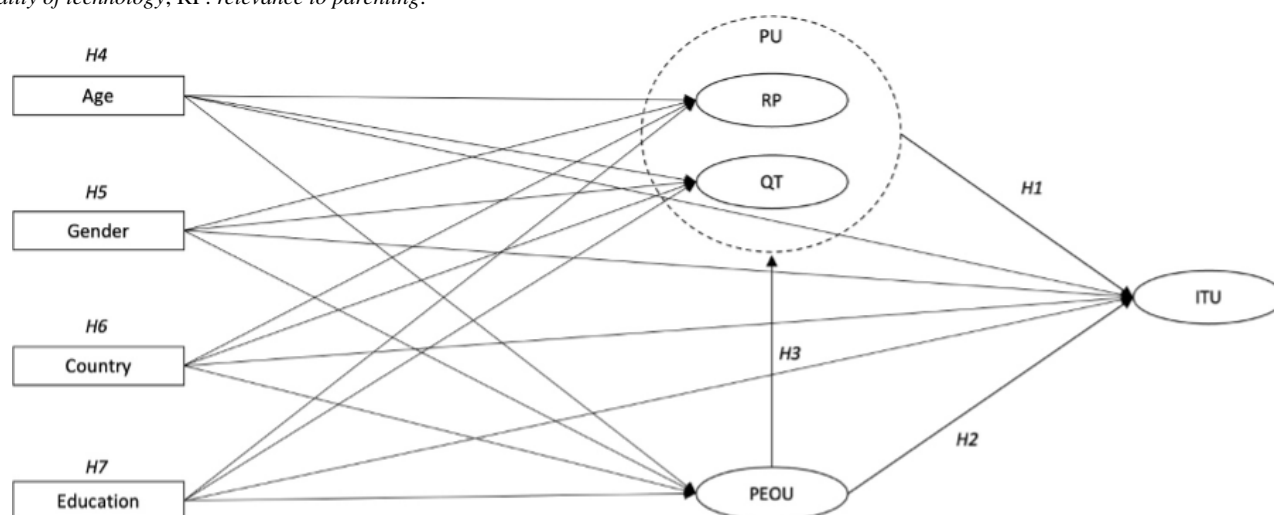 of technology, RP: relevance to parenting.
PU
H4
Age
RP
QT
H5
H1
Gender
ITU
H6
Country
H3
H2
H7
Education
PEOU